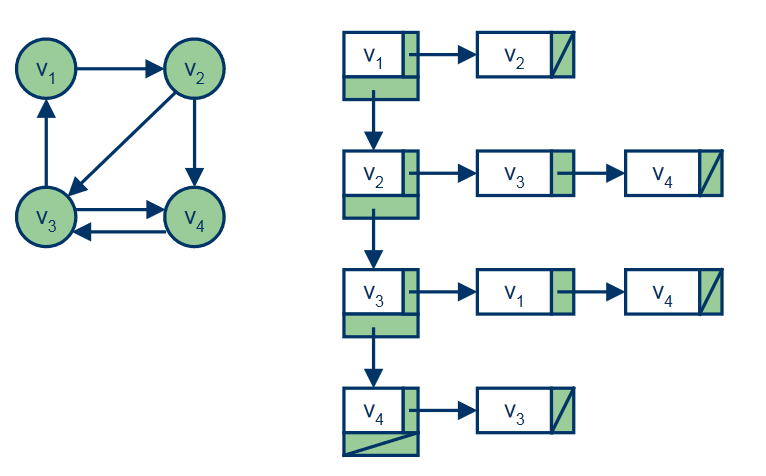 v₁ v₂
v₃ v₄
v₁ v₂
v₂ v₃ v₄
v₃ v₁ v₄
v₄ v₃